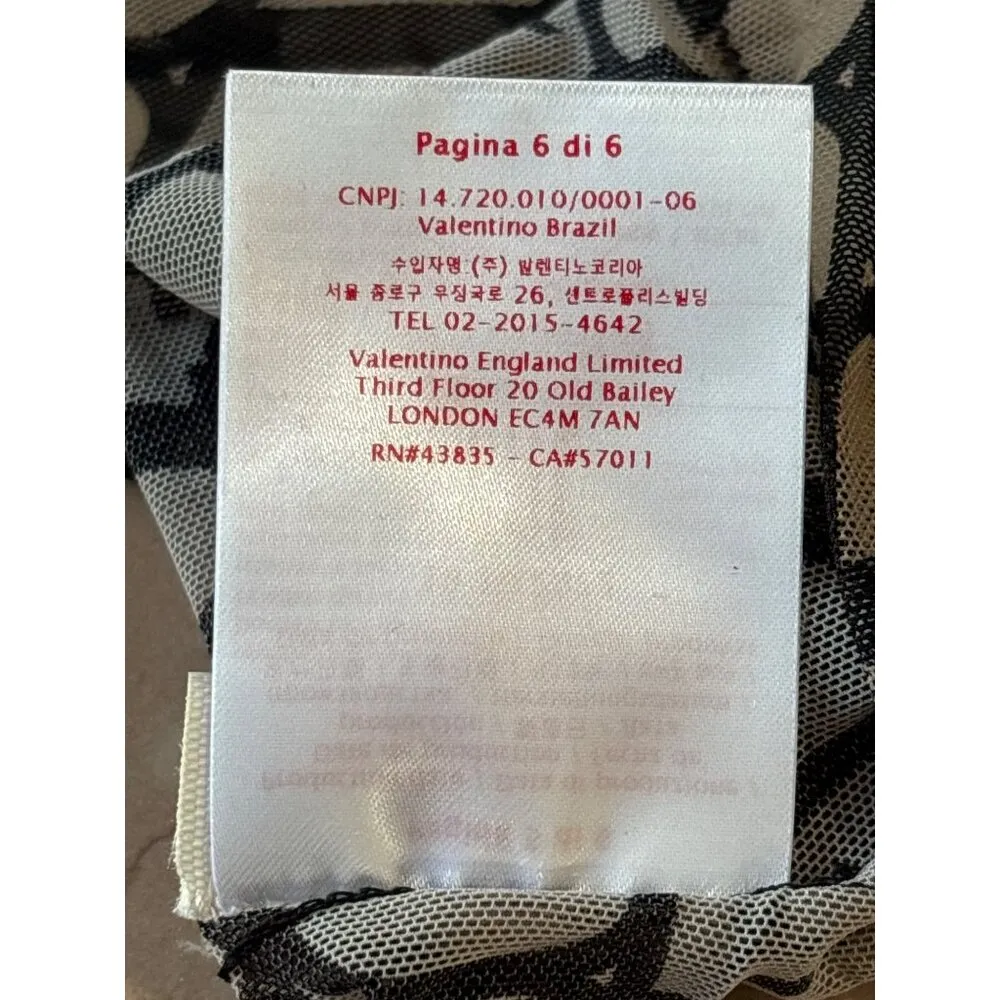 Pagina 6 di 6
CNPJ: 14.720.010/0001-06
Valentino Brazil
수입자명:(주) 발렌티노코리아
서울 종로구 우정국로 26, 센트로폴리스빌딩
TEL 02-2015-4642
Valentino England Limited
Third Floor 20 Old Bailey
LONDON EC4M 7AN
RN#43835 - CA#57011